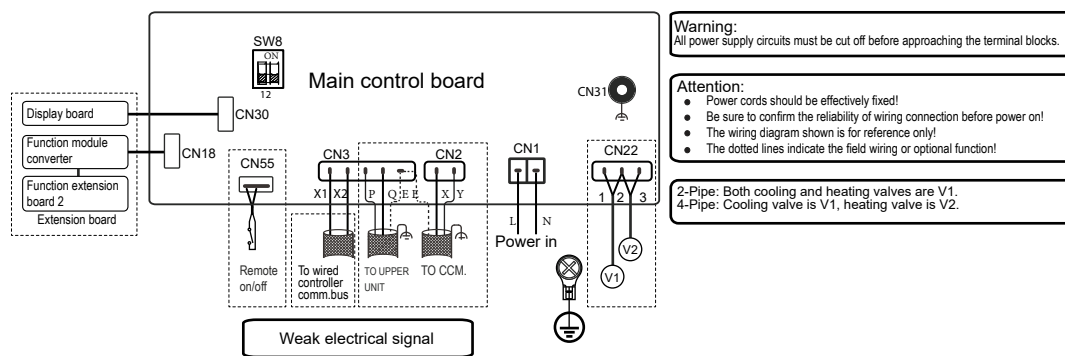 SW8
ON
12
Main control board
CN31
Display board
CN30
Function module
converter
CN18
Function extension
board 2
Extension board
CN55
CN3
CN2
CN1
CN22
X1 X2 P Q E E X Y
L N
1 2 3
Power in
V2
V1
Remote
on/off
To wired
controller
comm.bus
TO UPPER
UNIT
TO CCM.
Weak electrical signal
Warning:
All power supply circuits must be cut off before approaching the terminal blocks.
Attention:
● Power cords should be effectively fixed!
● Be sure to confirm the reliability of wiring connection before power on!
● The wiring diagram shown is for reference only!
● The dotted lines indicate the field wiring or optional function!
2-Pipe: Both cooling and heating valves are V1.
4-Pipe: Cooling valve is V1, heating valve is V2.